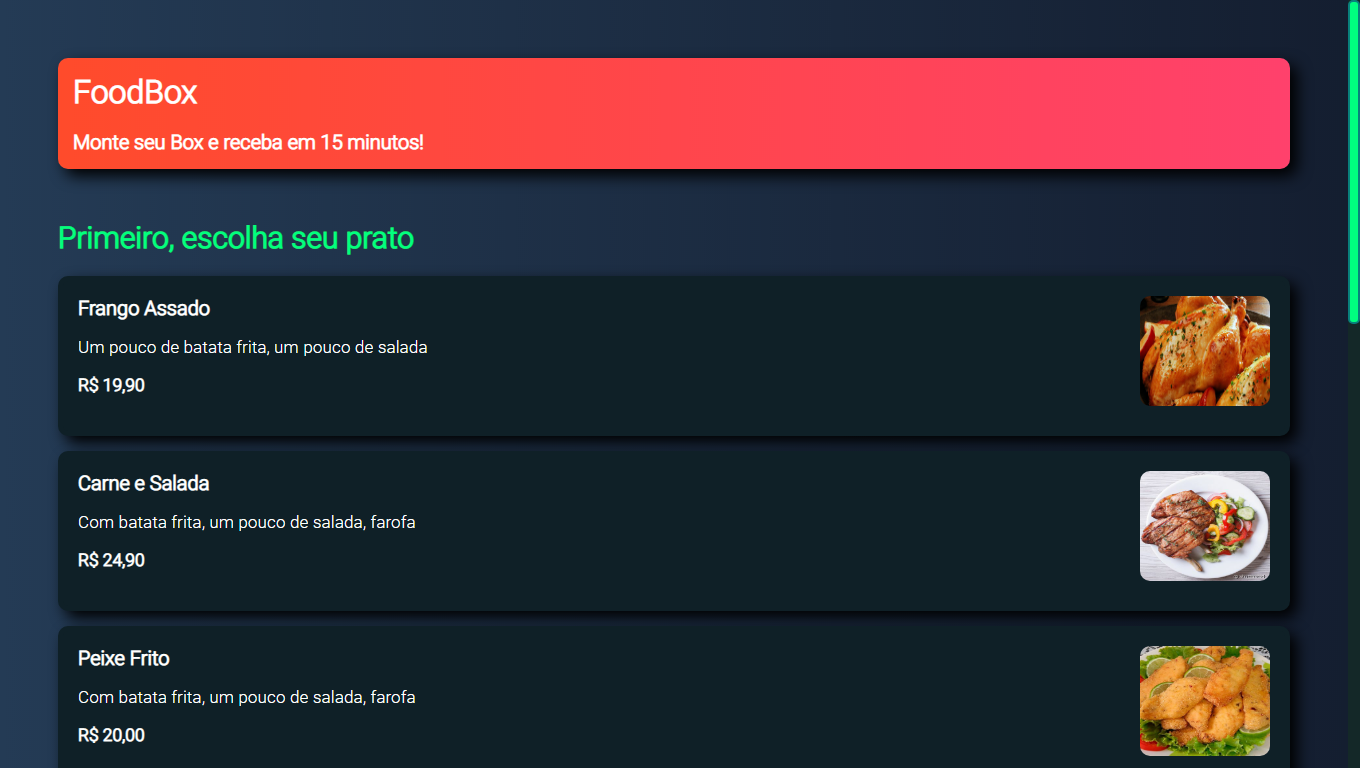 FoodBox
Monte seu Box e receba em 15 minutos!
Primeiro, escolha seu prato
Frango Assado
Um pouco de batata frita, um pouco de salada
R$ 19,90
Carne e Salada
Com batata frita, um pouco de salada, farofa
R$ 24,90
Peixe Frito
Com batata frita, um pouco de salada, farofa
R$ 20,00